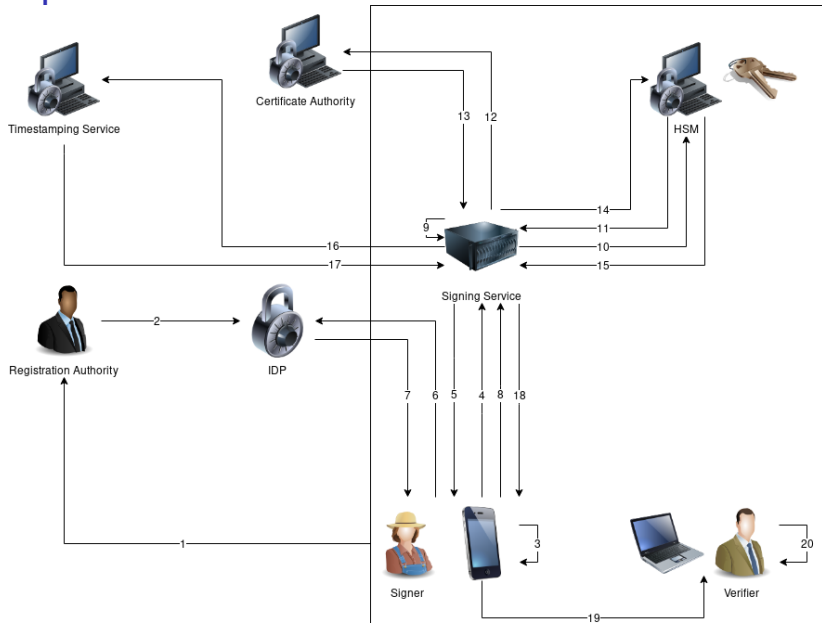 Certificate Authority
Timestamping Service
HSM
13
12
14
9
11
16
10
17
15
Signing Service
2
Registration Authority
IDP
7
6
5
4
8
18
1
3
20
Signer
Verifier
19